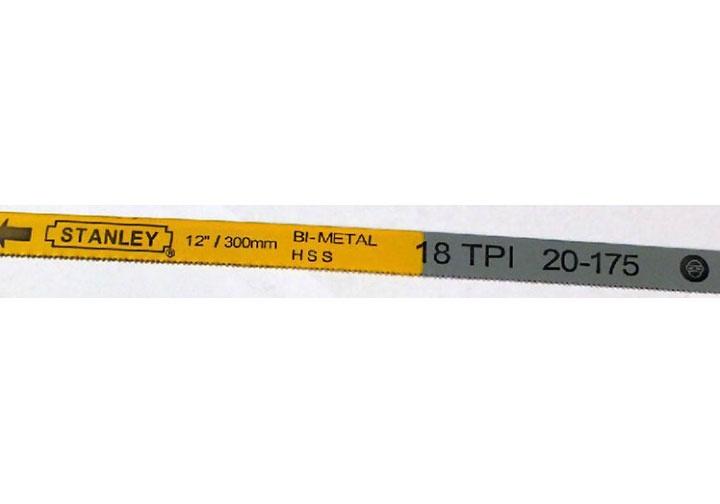 STANLEY® 12" / 300mm BI-METAL
HSS
18 TPI 20-175